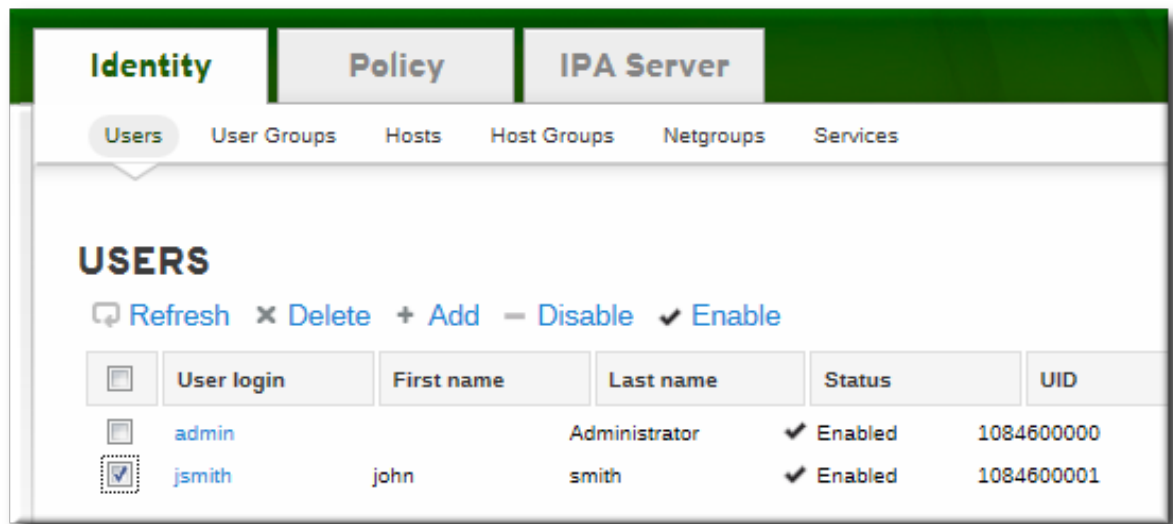 Identity Policy IPA Server
Users User Groups Hosts Host Groups Netgroups Services
USERS
Refresh Delete Add Disable Enable
User login First name Last name Status UID
admin Administrator Enabled 1084600000
jsmith john smith Enabled 1084600001